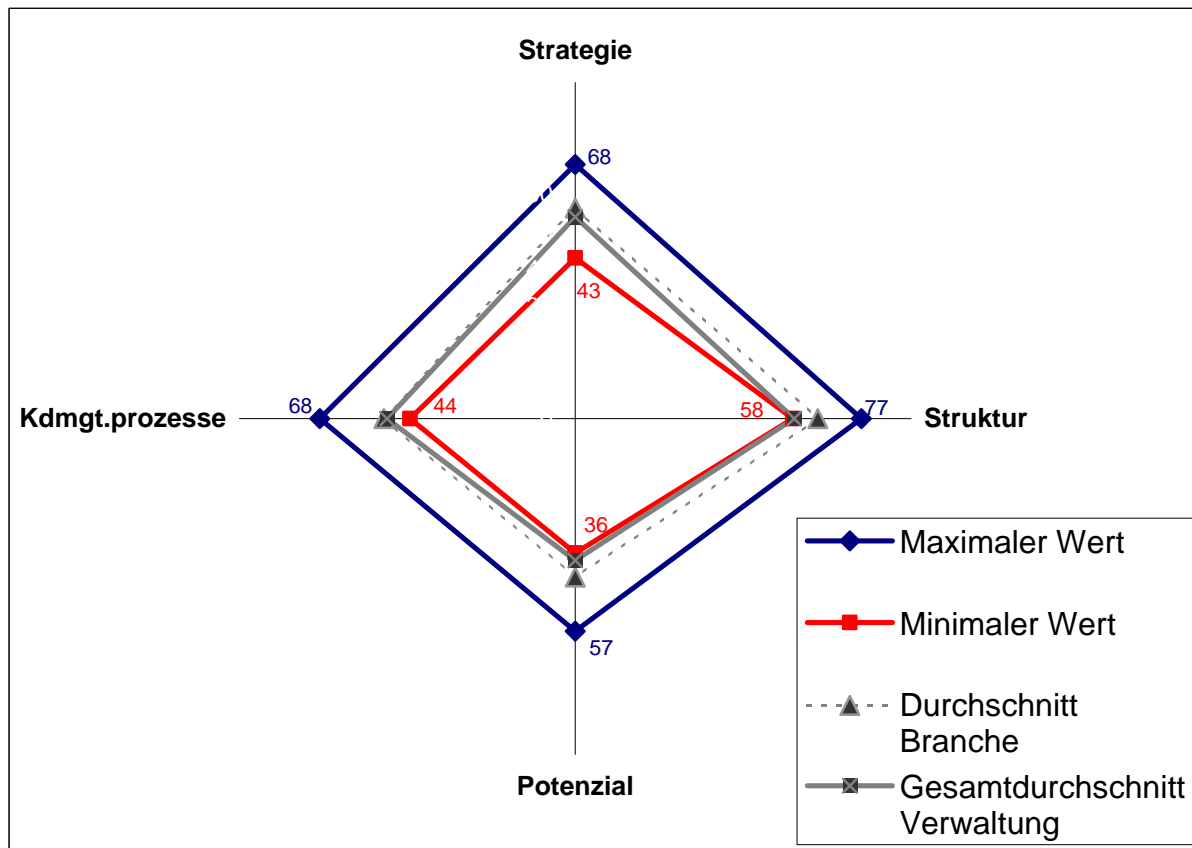 Strategie
68
43
Kdmgt.prozesse
68
44
58
77
Struktur
36
57
Potenzial
Maximaler Wert
Minimaler Wert
Durchschnitt
Branche
Gesamtdurchschnitt
Verwaltung